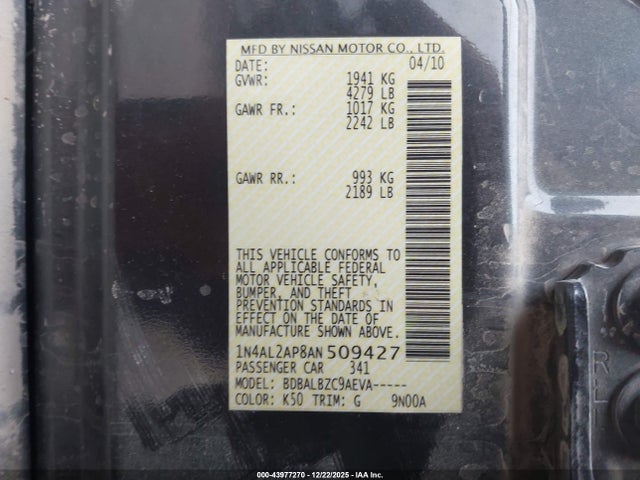 MFD BY NISSAN MOTOR CO., LTD.
DATE: 04/10
GVWR: 1941 KG
4279 LB
GAWR FR.: 1017 KG
2242 LB
GAWR RR.: 993 KG
2189 LB
THIS VEHICLE CONFORMS TO
ALL APPLICABLE FEDERAL
MOTOR VEHICLE SAFETY,
BUMPER, AND THEFT
PREVENTION STANDARDS IN
EFFECT ON THE DATE OF
MANUFACTURE SHOWN ABOVE.
1N4AL2AP8AN509427
PASSENGER CAR 341
MODEL: BDBALBZC9AEVA-----
COLOR: K50 TRIM: G 9N00A
000-43977270 • 12/22/2025 • IAA Inc.